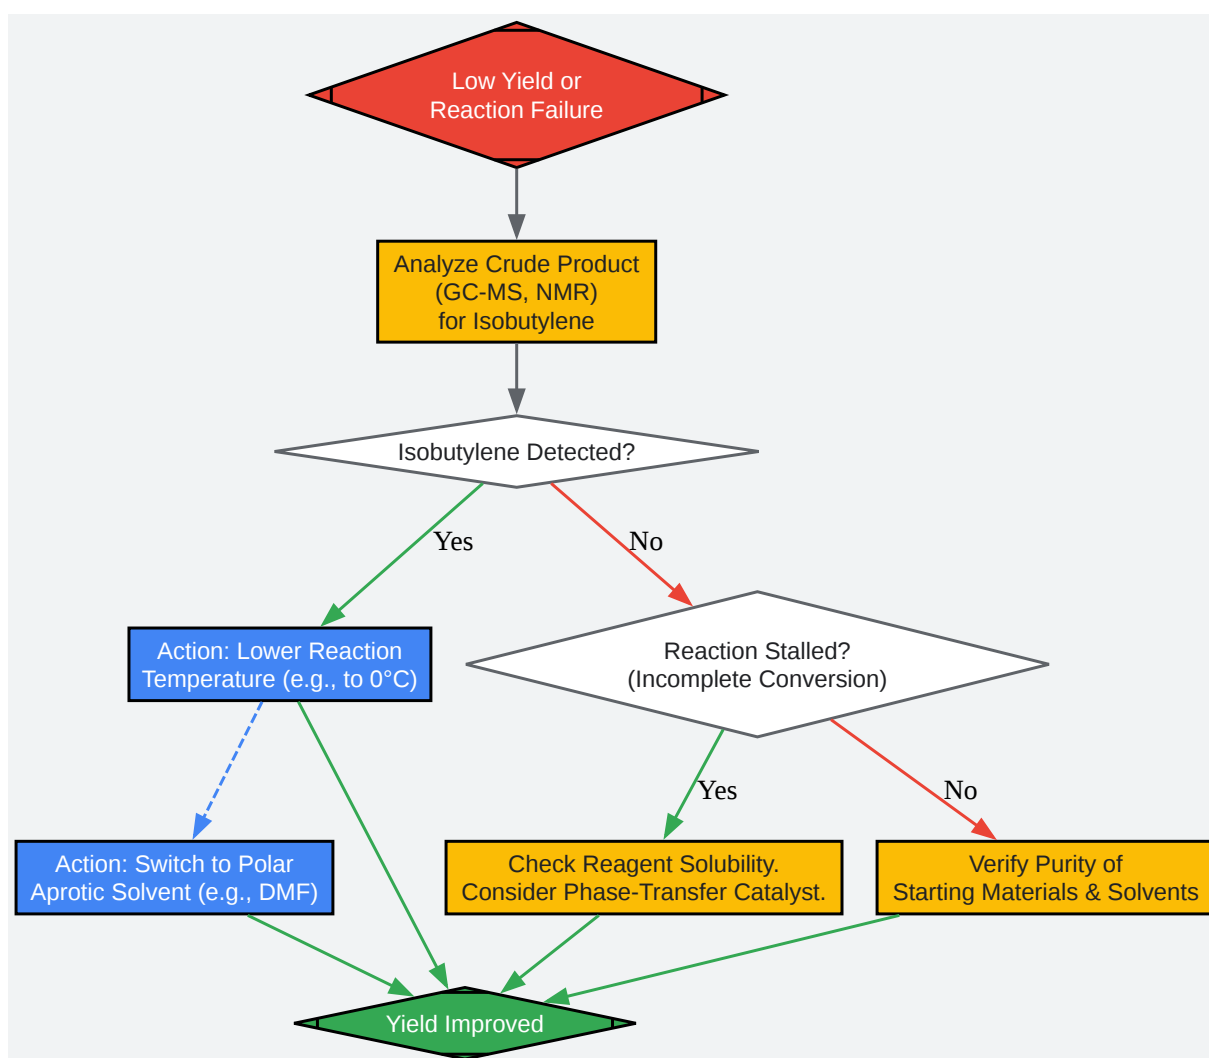 Low Yield or
Reaction Failure
Analyze Crude Product
(GC-MS, NMR)
for Isobutylene
Isobutylene Detected?
Yes
No
Action: Lower Reaction
Temperature (e.g., to 0°C)
Reaction Stalled?
(Incomplete Conversion)
Yes
No
Action: Switch to Polar
Aprotic Solvent (e.g., DMF)
Check Reagent Solubility.
Consider Phase-Transfer Catalyst.
Verify Purity of
Starting Materials & Solvents
Yield Improved